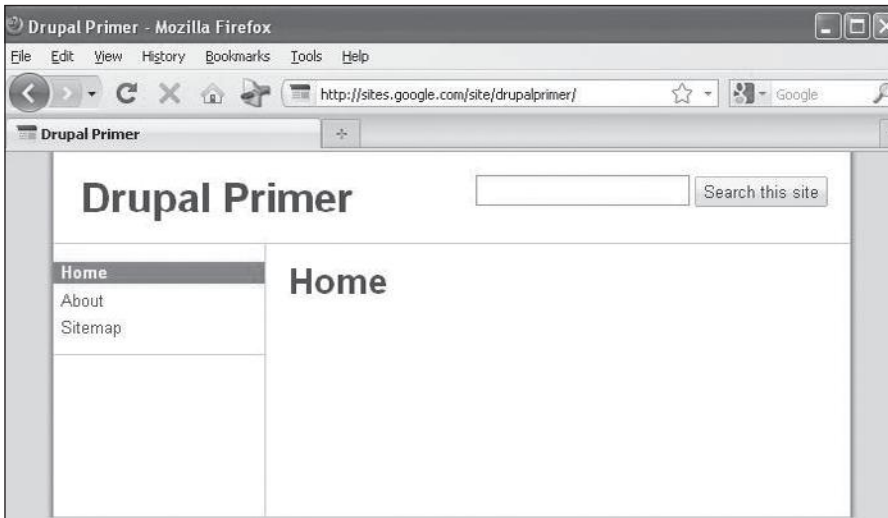 Drupal Primer - Mozilla Firefox
File Edit View History Bookmarks Tools Help
http://sites.google.com/site/drupalprimer/ Google
Drupal Primer
Drupal Primer
Search this site
Home
Home
About
Sitemap